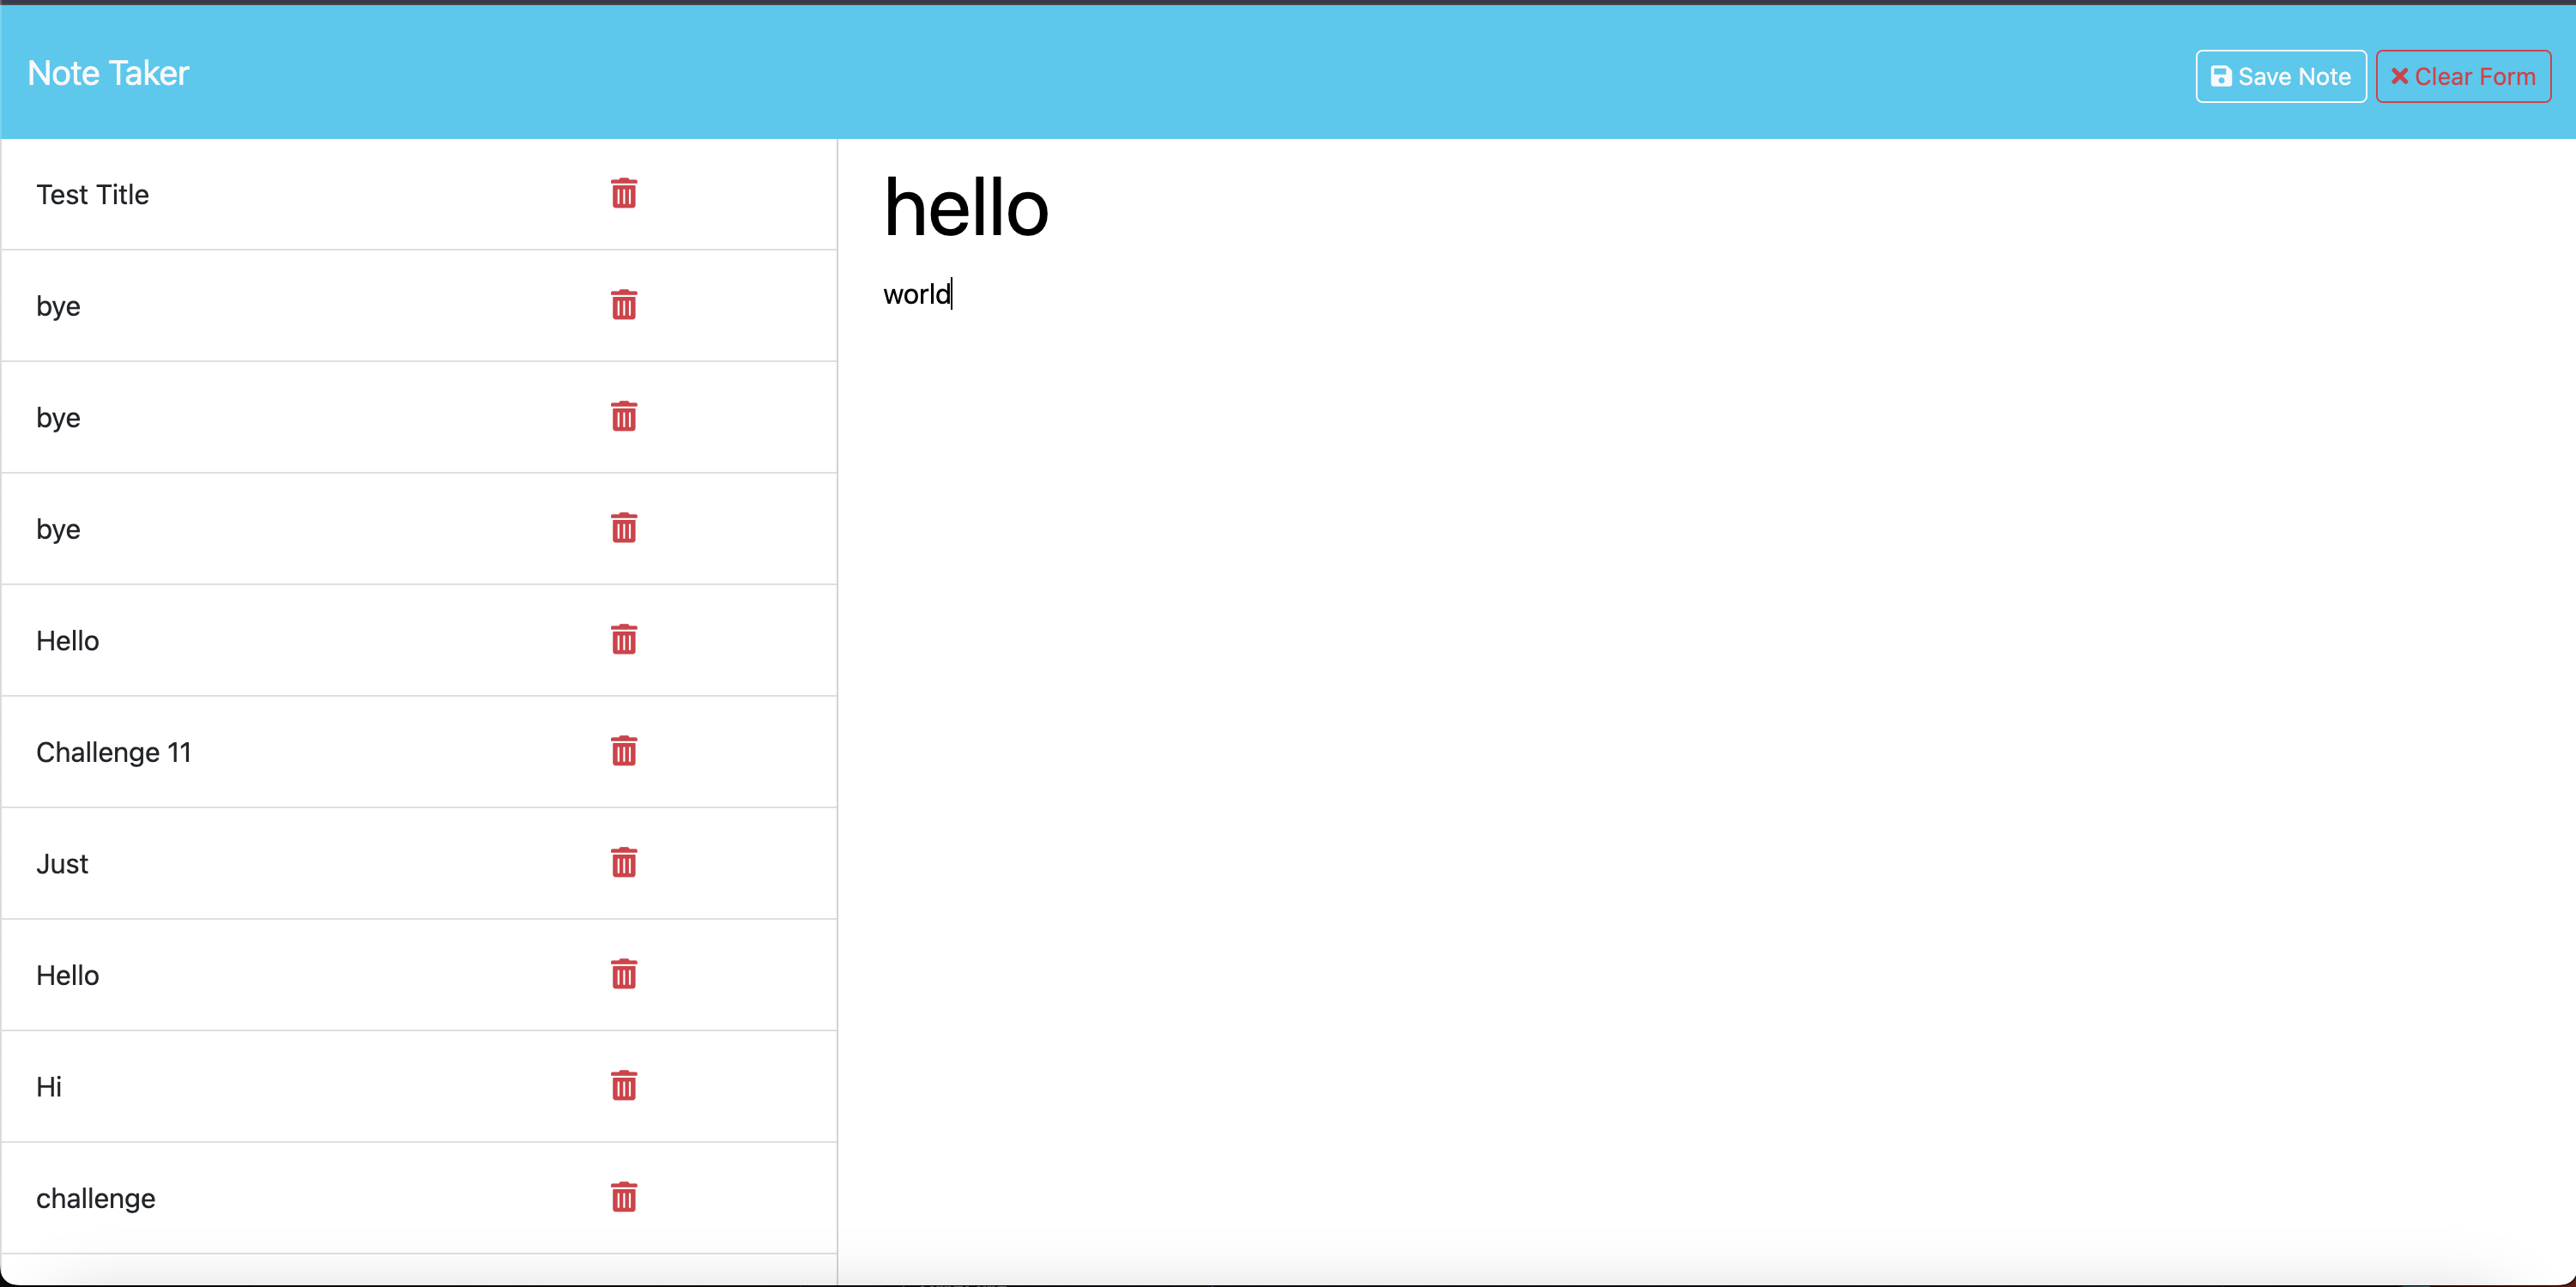 Note Taker
Save Note
Clear Form
Test Title
bye
bye
bye
Hello
Challenge 11
Just
Hello
Hi
challenge
hello
world